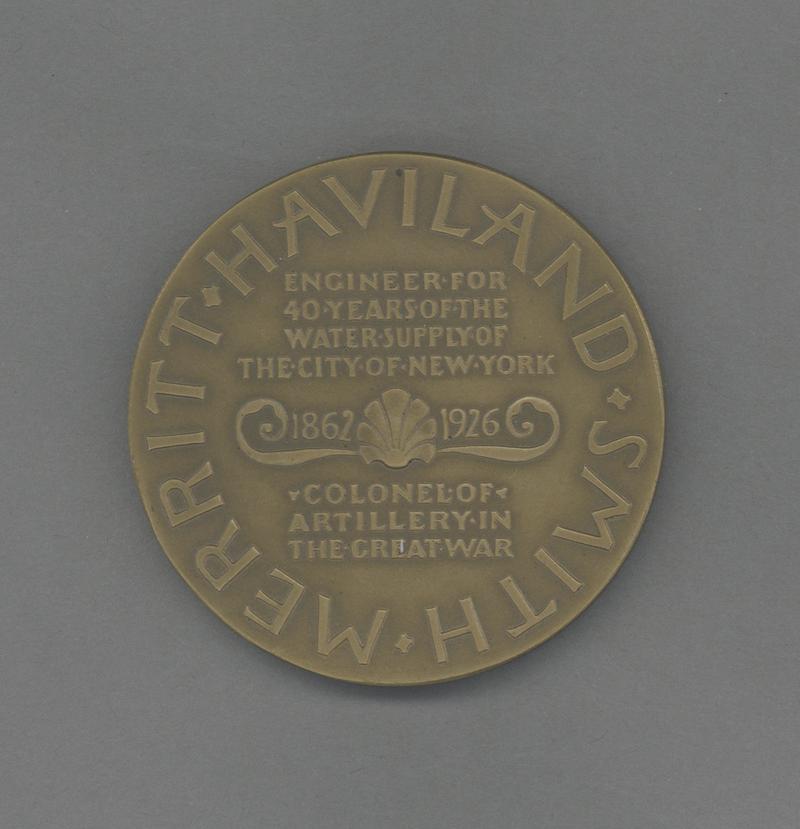 MERRITT·HAVILAND·SMITH·
ENGINEER·FOR
40·YEARS·OF·THE
WATER·SUPPLY·OF
THE·CITY·OF·NEW·YORK
1862 1926
COLONEL·OF
ARTILLERY·IN
THE·GREAT·WAR